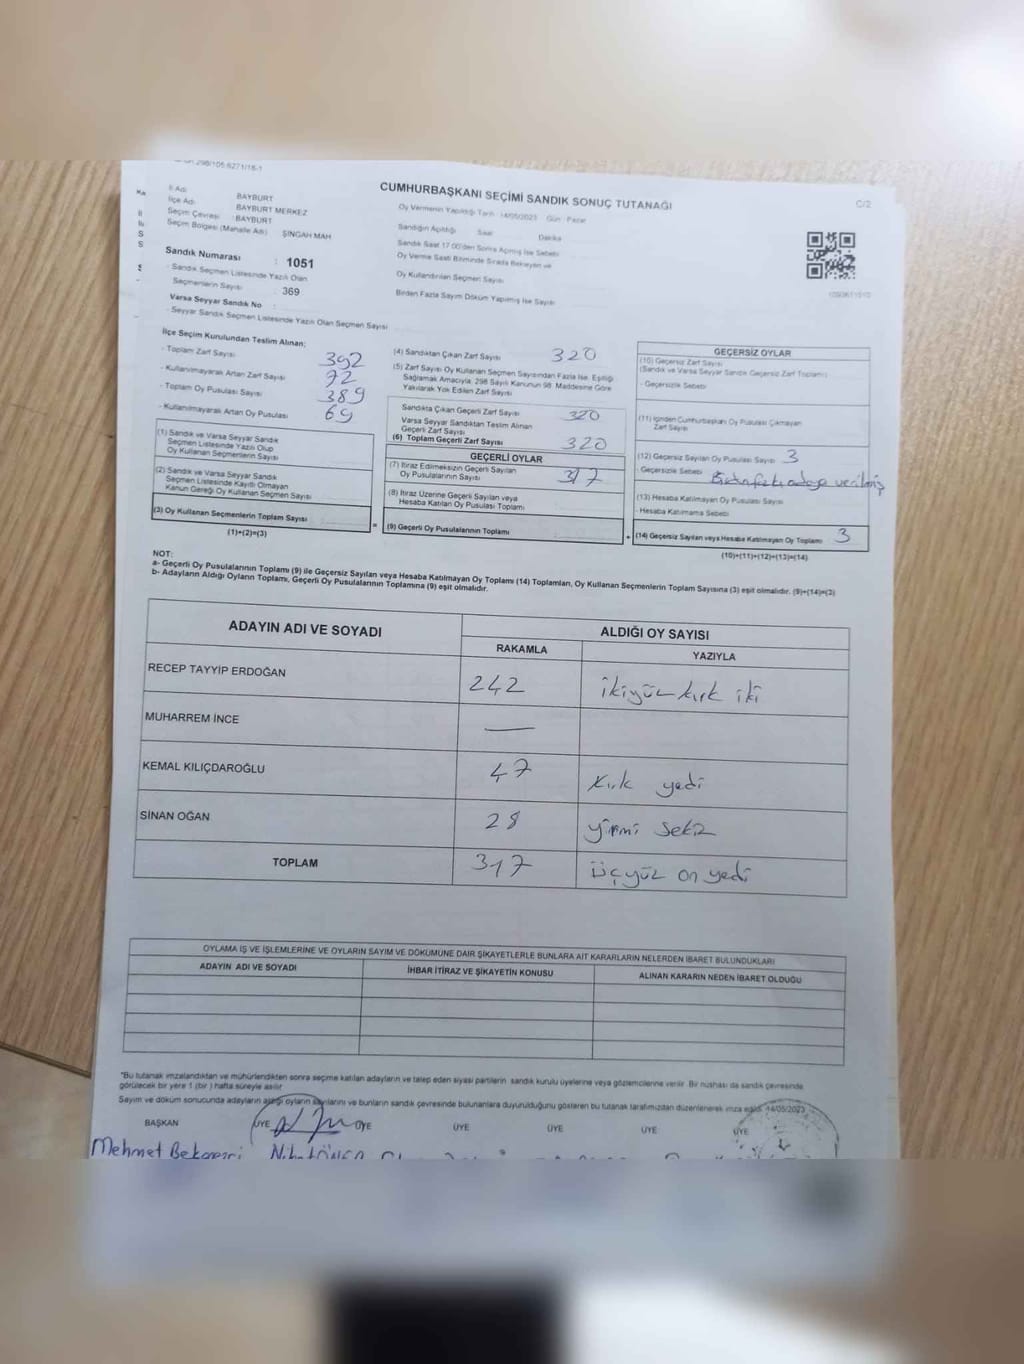 CUMHURBAŞKANI SEÇİMİ SANDIK SONUÇ TUTANAĞI
C/2
İl Adı BAYBURT
İlçe Adı BAYBURT MERKEZ
Seçim Çevresi : BAYBURT
Seçim Bölgesi (Mahalle Adı) ŞİNGAH MAH
Sandık Numarası : 1051
- Sandık Seçmen Listesinde Yazılı Olan
Seçmenlerin Sayısı 369
Varsa Seyyar Sandık No :
- Seyyar Sandık Seçmen Listesinde Yazılı Olan Seçmen Sayısı
Oy Vermenin Yapıldığı Tarih : 14/05/2023 Gün : Pazar
Sandığın Açıldığı Saat Dakika
Sandık Saat 17.00'den Sonra Açılmış İse Sebebi
Oy Verme Saati Bitiminde Sırada Bekleyen ve
Oy Kullandırılan Seçmen Sayısı
Birden Fazla Sayım Döküm Yapılmış İse Sayısı
İlçe Seçim Kurulundan Teslim Alınan;
- Toplam Zarf Sayısı 392
- Kullanılmayarak Artan Zarf Sayısı 72
- Toplam Oy Pusulası Sayısı 389
- Kullanılmayarak Artan Oy Pusulası 69
(1) Sandık ve Varsa Seyyar Sandık
Seçmen Listesinde Yazılı Olup
Oy Kullanan Seçmenlerin Sayısı
(2) Sandık ve Varsa Seyyar Sandık
Seçmen Listesinde Kayıtlı Olmayan
Kanun Gereği Oy Kullanan Seçmen Sayısı
(3) Oy Kullanan Seçmenlerin Toplam Sayısı
(1)+(2)=(3)
(4) Sandıktan Çıkan Zarf Sayısı 320
(5) Zarf Sayısı Oy Kullanan Seçmen Sayısından Fazla İse, Eşitliği
Sağlamak Amacıyla, 298 Sayılı Kanunun 98. Maddesine Göre
Yakılarak Yok Edilen Zarf Sayısı
Sandıkta Çıkan Geçerli Zarf Sayısı 320
Varsa Seyyar Sandıktan Teslim Alınan
Geçerli Zarf Sayısı
(6) Toplam Geçerli Zarf Sayısı 320
GEÇERLİ OYLAR
(7) İtiraz Edilmeksizin Geçerli Sayılan
Oy Pusulalarının Sayısı 317
(8) İtiraz Üzerine Geçerli Sayılan veya
Hesaba Katılan Oy Pusulası Toplamı
(9) Geçerli Oy Pusulalarının Toplamı
GEÇERSİZ OYLAR
(10) Geçersiz Zarf Sayısı
(Sandık ve Varsa Seyyar Sandık Geçersiz Zarf Toplamı)
- Geçersizlik Sebebi
(11) İçinden Cumhurbaşkanı Oy Pusulası Çıkmayan
Zarf Sayısı
(12) Geçersiz Sayılan Oy Pusulası Sayısı 3
- Geçersizlik Sebebi adaya verilmiş
(13) Hesaba Katılmayan Oy Pusulası Sayısı
- Hesaba Katılmama Sebebi
(14) Geçersiz Sayılan veya Hesaba Katılmayan Oy Toplamı 3
(10)+(11)+(12)+(13)=(14)
NOT:
a- Geçerli Oy Pusulalarının Toplamı (9) ile Geçersiz Sayılan veya Hesaba Katılmayan Oy Toplamı (14) Toplamları, Oy Kullanan Seçmenlerin Toplam Sayısına (3) eşit olmalıdır. (9)+(14)=(3)
b- Adayların Aldığı Oyların Toplamı, Geçerli Oy Pusulalarının Toplamına (9) eşit olmalıdır.
ADAYIN ADI VE SOYADI ALDIĞI OY SAYISI
RAKAMLA YAZIYLA
RECEP TAYYİP ERDOĞAN 242 ikiyüz kırk iki
MUHARREM İNCE —
KEMAL KILIÇDAROĞLU 47 kırk yedi
SİNAN OĞAN 28 yirmi sekiz
TOPLAM 317 üçyüz on yedi
OYLAMA İŞ VE İŞLEMLERİNE VE OYLARIN SAYIM VE DÖKÜMÜNE DAİR ŞİKAYETLERLE BUNLARA AİT KARARLARIN NELERDEN İBARET BULUNDUKLARI
ADAYIN ADI VE SOYADI İHBAR İTİRAZ VE ŞİKAYETİN KONUSU ALINAN KARARIN NEDEN İBARET OLDUĞU
*Bu tutanak imzalandıktan ve mühürlendikten sonra seçime katılan adayların ve talep eden siyasi partilerin sandık kurulu üyelerine veya gözlemcilerine verilir. Bir nüshası da sandık çevresinde
görülecek bir yere 1 (bir) hafta süreyle asılır
Sayım ve döküm sonucunda adayların aldığı oyların sayılarını ve bunların sandık çevresinde bulunanlara duyurulduğunu gösteren bu tutanak tarafımızdan düzenlenerek imza edildi. 14/05/2023
BAŞKAN ÜYE ÜYE ÜYE ÜYE ÜYE ÜYE
Mehmet